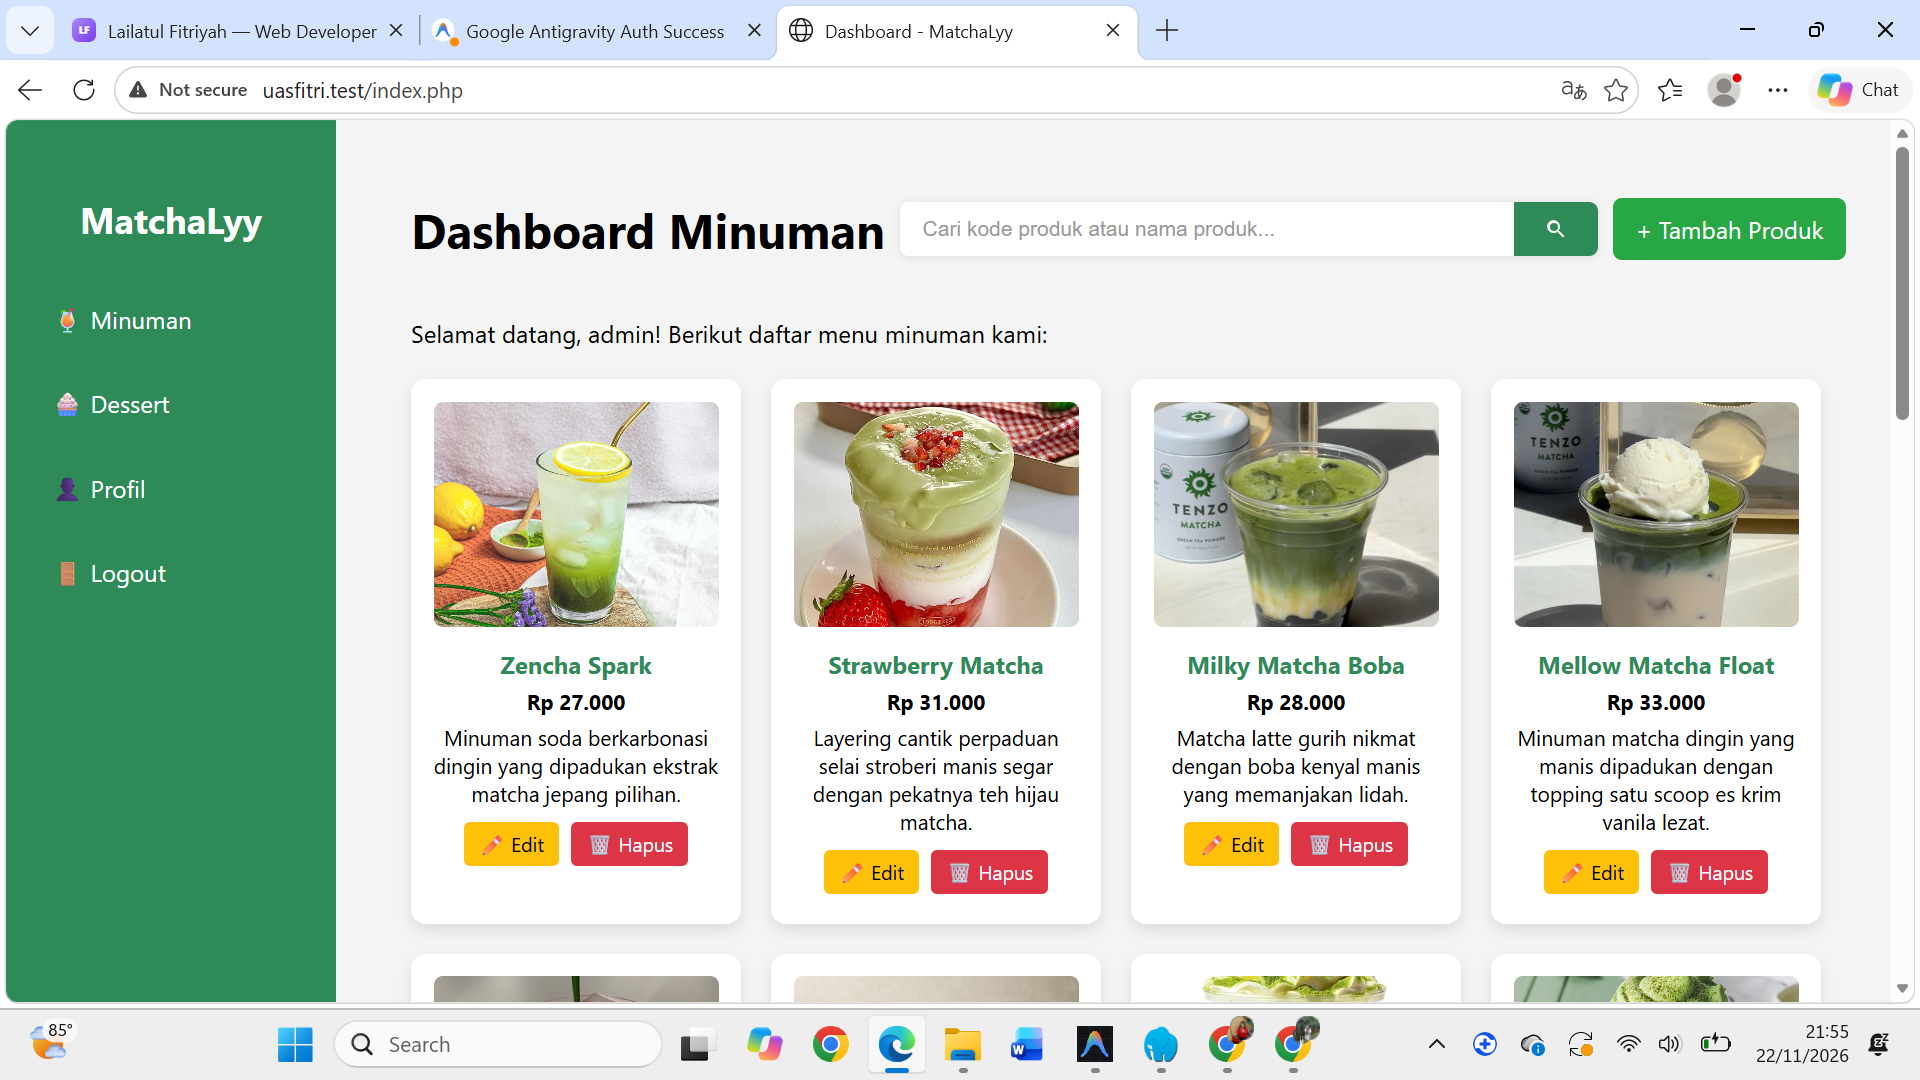 LF Lailatul Fitriyah — Web Developer
Google Antigravity Auth Success
Dashboard - MatchaLyy
Not secure
uasfitri.test/index.php
Chat
MatchaLyy
Minuman
Dessert
Profil
Logout
Dashboard Minuman
Cari kode produk atau nama produk...
+ Tambah Produk
Selamat datang, admin! Berikut daftar menu minuman kami:
TENZO
MATCHA
GREEN TEA POWDER
TENZO
MATCHA
Zencha Spark
Rp 27.000
Minuman soda berkarbonasi
dingin yang dipadukan ekstrak
matcha jepang pilihan.
Edit
Hapus
Strawberry Matcha
Rp 31.000
Layering cantik perpaduan
selai stroberi manis segar
dengan pekatnya teh hijau
matcha.
Edit
Hapus
Milky Matcha Boba
Rp 28.000
Matcha latte gurih nikmat
dengan boba kenyal manis
yang memanjakan lidah.
Edit
Hapus
Mellow Matcha Float
Rp 33.000
Minuman matcha dingin yang
manis dipadukan dengan
topping satu scoop es krim
vanila lezat.
Edit
Hapus
85°
Search
21:55
22/11/2026